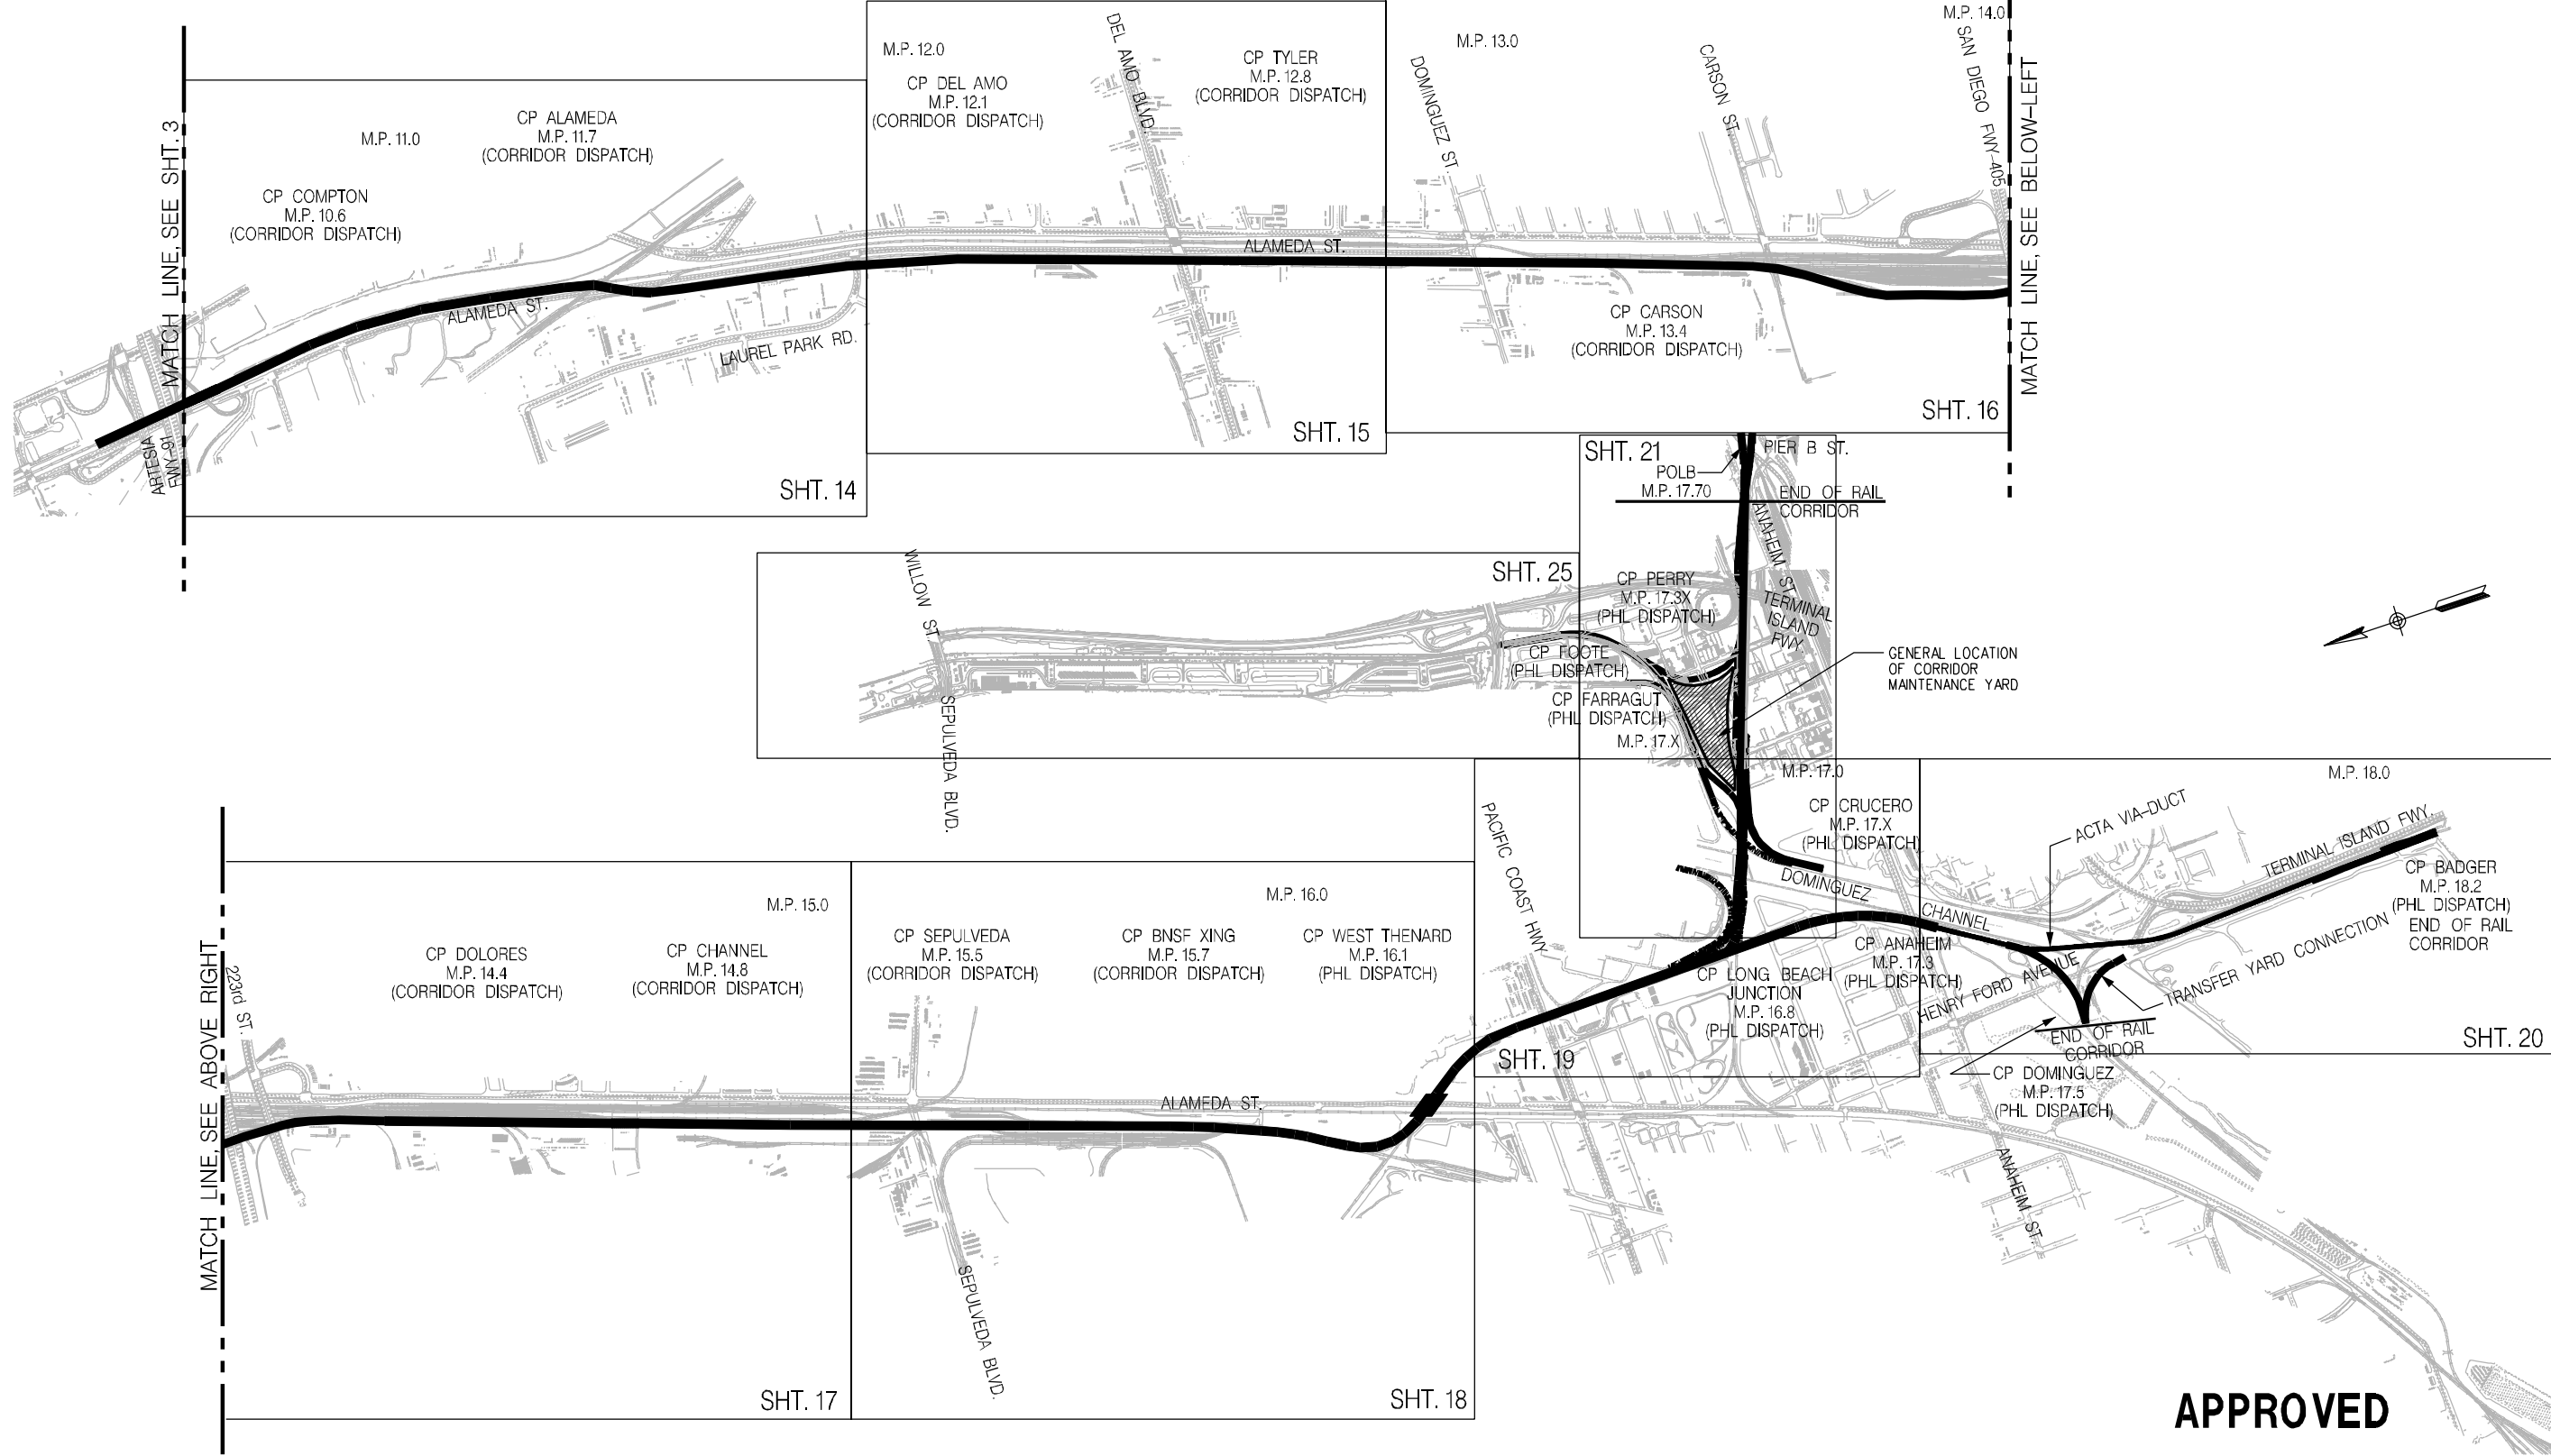 MATCH LINE, SEE SHT. 3
M.P. 11.0
CP ALAMEDA
M.P. 11.7
(CORRIDOR DISPATCH)
CP COMPTON
M.P. 10.6
(CORRIDOR DISPATCH)
ALAMEDA ST.
LAUREL PARK RD.
ARTESIA
FWY-91
SHT. 14
M.P. 12.0
CP DEL AMO
M.P. 12.1
(CORRIDOR DISPATCH)
DEL AMO BLVD.
CP TYLER
M.P. 12.8
(CORRIDOR DISPATCH)
ALAMEDA ST.
SHT. 15
M.P. 13.0
DOMINGUEZ ST.
CARSON ST.
M.P. 14.0
SAN DIEGO FWY-405
MATCH LINE, SEE BELOW-LEFT
CP CARSON
M.P. 13.4
(CORRIDOR DISPATCH)
SHT. 16
SHT. 21
PIER B ST.
POLB
M.P. 17.70
END OF RAIL
CORRIDOR
ANAHEIM ST.
TERMINAL
ISLAND
FWY.
SHT. 25
WILLOW ST.
SEPULVEDA BLVD.
CP PERRY
M.P. 17.3X
(PHL DISPATCH)
CP FOOTE
(PHL DISPATCH)
CP FARRAGUT
(PHL DISPATCH)
M.P. 17.X
GENERAL LOCATION
OF CORRIDOR
MAINTENANCE YARD
M.P. 17.0
CP CRUCERO
M.P. 17.X
(PHL DISPATCH)
DOMINGUEZ
CHANNEL
M.P. 18.0
ACTA VIA-DUCT
TERMINAL ISLAND FWY.
CP BADGER
M.P. 18.2
(PHL DISPATCH)
END OF RAIL
CORRIDOR
TRANSFER YARD CONNECTION
HENRY FORD AVENUE
END OF RAIL
CORRIDOR
SHT. 20
CP DOMINGUEZ
M.P. 17.5
(PHL DISPATCH)
ANAHEIM ST.
CP ANAHEIM
M.P. 17.3
(PHL DISPATCH)
CP LONG BEACH
JUNCTION
M.P. 16.8
(PHL DISPATCH)
PACIFIC COAST HWY.
SHT. 19
MATCH LINE, SEE ABOVE RIGHT
223rd ST.
M.P. 15.0
CP DOLORES
M.P. 14.4
(CORRIDOR DISPATCH)
CP CHANNEL
M.P. 14.8
(CORRIDOR DISPATCH)
SHT. 17
M.P. 16.0
CP SEPULVEDA
M.P. 15.5
(CORRIDOR DISPATCH)
CP BNSF XING
M.P. 15.7
(CORRIDOR DISPATCH)
CP WEST THENARD
M.P. 16.1
(PHL DISPATCH)
ALAMEDA ST.
SEPULVEDA BLVD.
SHT. 18
APPROVED